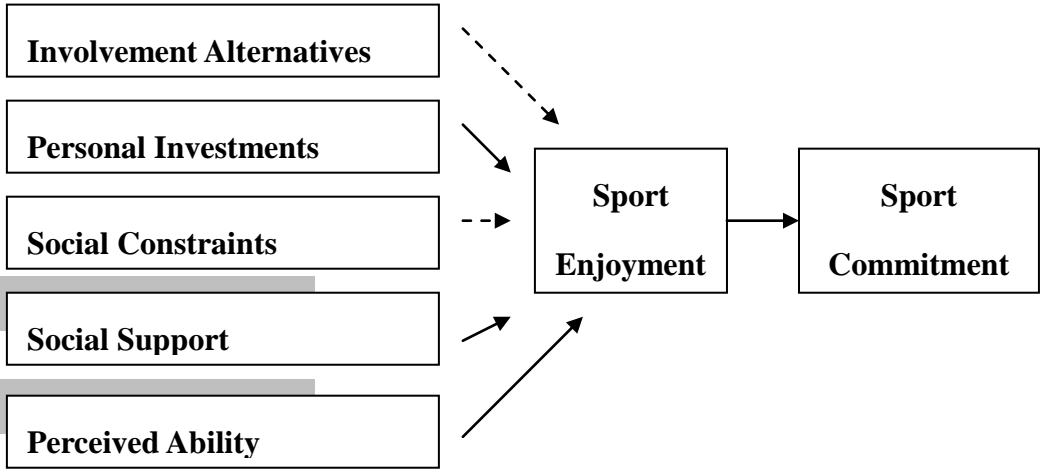 Involvement Alternatives
Personal Investments
Social Constraints
Social Support
Perceived Ability
Sport
Enjoyment
Sport
Commitment